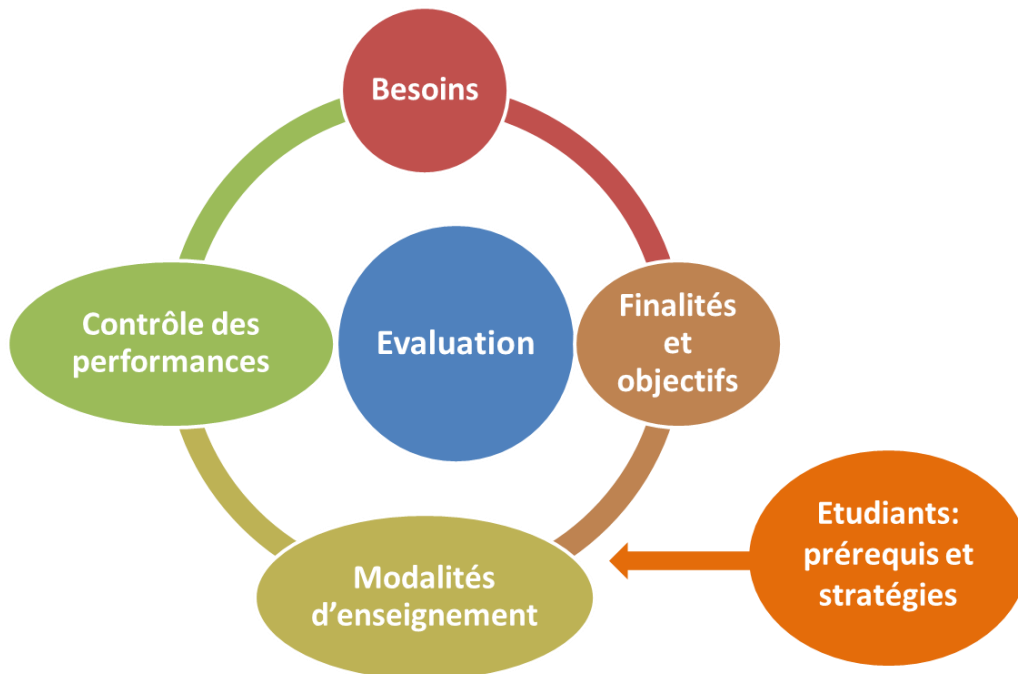 Besoins
Contrôle des
performances
Evaluation
Finalités
et
objectifs
Modalités
d’enseignement
Etudiants:
prérequis et
stratégies